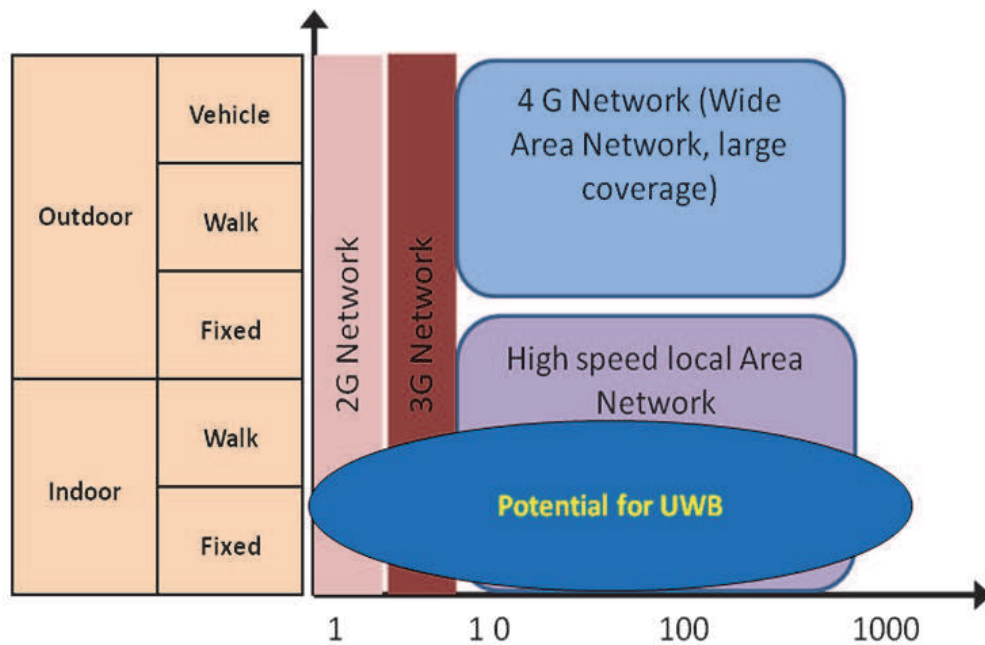 Outdoor
Vehicle
Walk
Fixed
Indoor
Walk
Fixed
2G Network
3G Network
4 G Network (Wide
Area Network, large
coverage)
High speed local Area
Network
Potential for UWB
1
1 0
100
1000